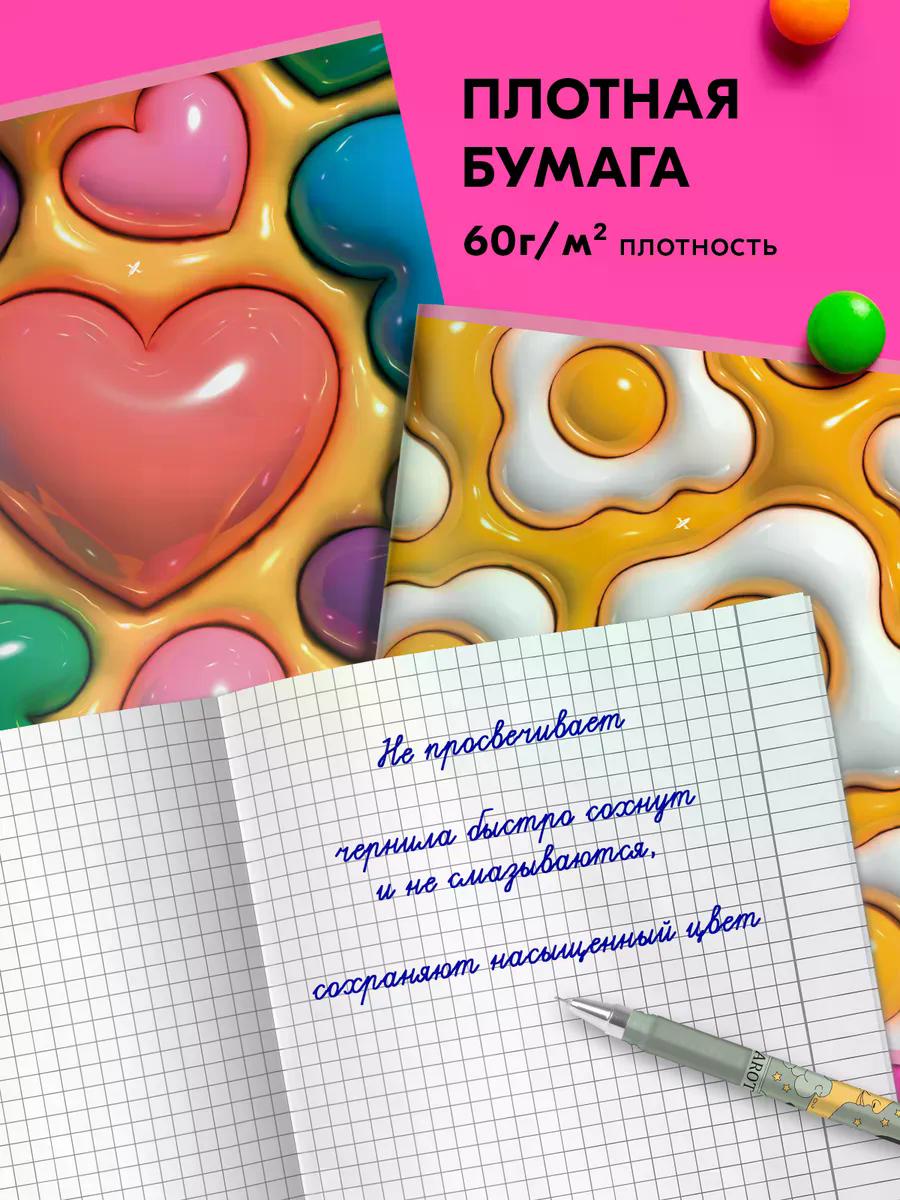 ПЛОТНАЯ
БУМАГА
60г/м² плотность
Не просвечивает
чернила быстро сохнут
и не смазываются,
сохраняют насыщенный цвет
AROT